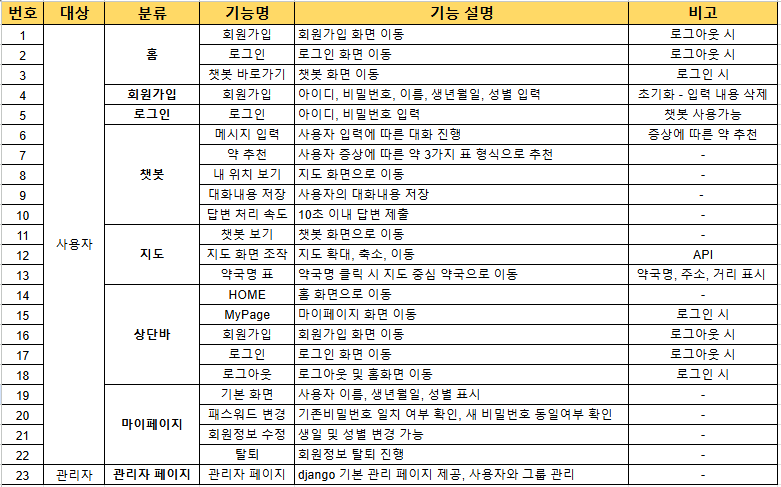 번호 대상 분류 기능명 기능 설명 비고
1 회원가입 회원가입 화면 이동 로그아웃 시
2 홈 로그인 로그인 화면 이동 로그아웃 시
3 챗봇 바로가기 챗봇 화면 이동 로그인 시
4 회원가입 회원가입 아이디, 비밀번호, 이름, 생년월일, 성별 입력 초기화 - 입력 내용 삭제
5 로그인 로그인 아이디, 비밀번호 입력 챗봇 사용가능
6 메시지 입력 사용자 입력에 따른 대화 진행 증상에 따른 약 추천
7 약 추천 사용자 증상에 따른 약 3가지 표 형식으로 추천 -
8 챗봇 내 위치 보기 지도 화면으로 이동 -
9 대화내용 저장 사용자의 대화내용 저장 -
10 답변 처리 속도 10초 이내 답변 제출 -
11 챗봇 보기 챗봇 화면으로 이동 -
12 사용자 지도 지도 화면 조작 지도 확대, 축소, 이동 API
13 약국명 표 약국명 클릭 시 지도 중심 약국으로 이동 약국명, 주소, 거리 표시
14 HOME 홈 화면으로 이동 -
15 MyPage 마이페이지 화면 이동 로그인 시
16 상단바 회원가입 회원가입 화면 이동 로그아웃 시
17 로그인 로그인 화면 이동 로그아웃 시
18 로그아웃 로그아웃 및 홈화면 이동 로그인 시
19 기본 화면 사용자 이름, 생년월일, 성별 표시 -
20 마이페이지 패스워드 변경 기존비밀번호 일치 여부 확인, 새 비밀번호 동일여부 확인 -
21 회원정보 수정 생일 및 성별 변경 가능 -
22 탈퇴 회원정보 탈퇴 진행 -
23 관리자 관리자 페이지 관리자 페이지 django 기본 관리 페이지 제공, 사용자와 그룹 관리 -